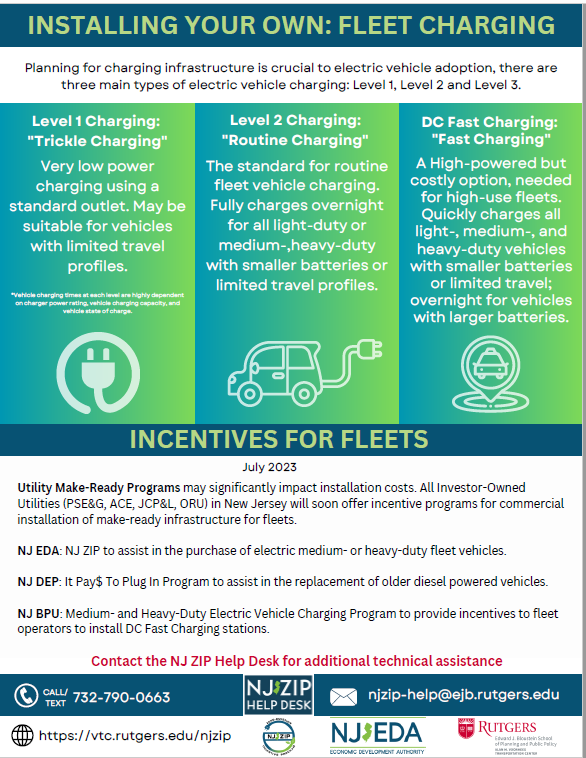 INSTALLING YOUR OWN: FLEET CHARGING
Planning for charging infrastructure is crucial to electric vehicle adoption, there are
three main types of electric vehicle charging: Level 1, Level 2 and Level 3.
Level 1 Charging:
"Trickle Charging"
Very low power
charging using a
standard outlet. May be
suitable for vehicles
with limited travel
profiles.
*Vehicle charging times at each level are highly dependent
on charger power rating, vehicle charging capacity, and
vehicle state of charge.
Level 2 Charging:
"Routine Charging"
The standard for routine
fleet vehicle charging.
Fully charges overnight
for all light-duty or
medium-,heavy-duty
with smaller batteries or
limited travel profiles.
DC Fast Charging:
"Fast Charging"
A High-powered but
costly option, needed
for high-use fleets.
Quickly charges all
light-, medium-, and
heavy-duty vehicles
with smaller batteries
or limited travel;
overnight for vehicles
with larger batteries.
INCENTIVES FOR FLEETS
July 2023
Utility Make-Ready Programs may significantly impact installation costs. All Investor-Owned
Utilities (PSE&G, ACE, JCP&L, ORU) in New Jersey will soon offer incentive programs for commercial
installation of make-ready infrastructure for fleets.
NJ EDA: NJ ZIP to assist in the purchase of electric medium- or heavy-duty fleet vehicles.
NJ DEP: It Pay$ To Plug In Program to assist in the replacement of older diesel powered vehicles.
NJ BPU: Medium- and Heavy-Duty Electric Vehicle Charging Program to provide incentives to fleet
operators to install DC Fast Charging stations.
Contact the NJ ZIP Help Desk for additional technical assistance
CALL/
TEXT
732-790-0663
NJ ZIP
HELP DESK
njzip-help@ejb.rutgers.edu
https://vtc.rutgers.edu/njzip
NJ ZIP
NJ EDA
ECONOMIC DEVELOPMENT AUTHORITY
RUTGERS
Edward J. Bloustein School
of Planning and Public Policy
ALAN M. VOORHEES
TRANSPORTATION CENTER